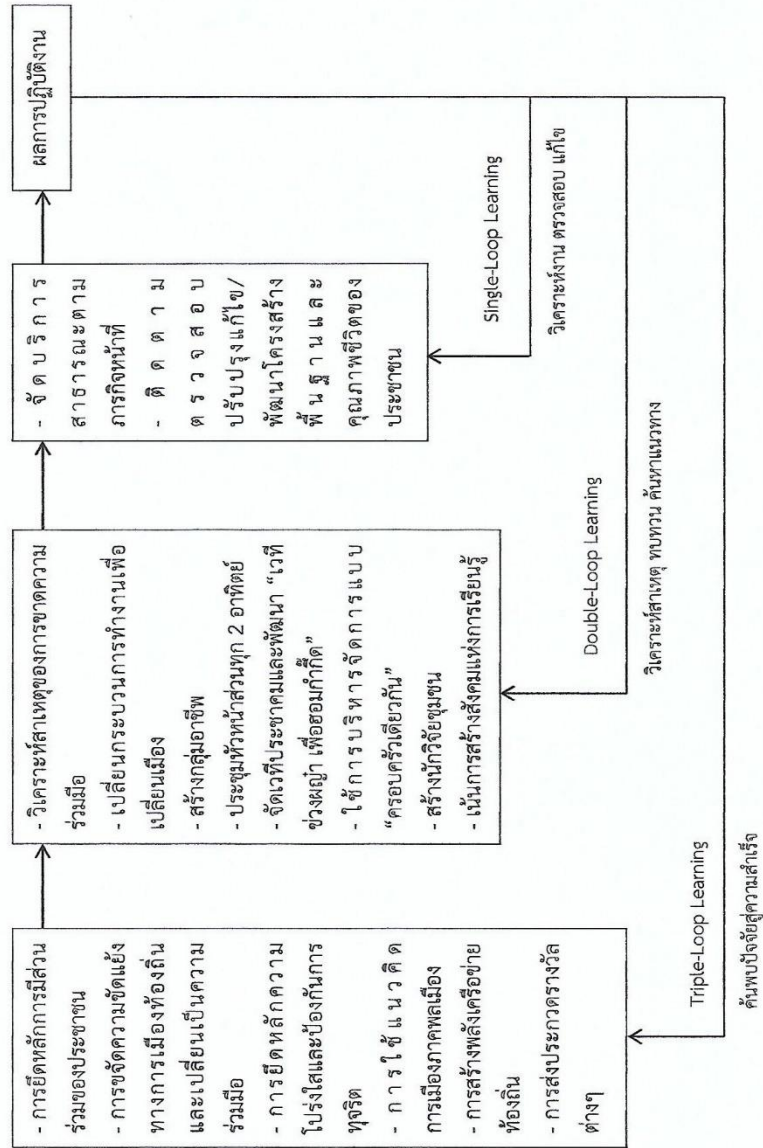 - การยึดหลักการมีส่วน
ร่วมของประชาชน
- การขจัดความขัดแย้ง
ทางการเมืองท้องถิ่น
และเปลี่ยนเป็นความ
ร่วมมือ
- การยึดหลักความ
โปร่งใสและป้องกันการ
ทุจริต
- การใช้แนวคิด
การเมืองภาคพลเมือง
- การสร้างพลังเครือข่าย
ท้องถิ่น
- การส่งประกวดรางวัล
ต่างๆ
- วิเคราะห์สาเหตุของการขาดความ
ร่วมมือ
- เปลี่ยนกระบวนการทำงานเพื่อ
เปลี่ยนเมือง
- สร้างกลุ่มอาชีพ
- ประชุมหัวหน้าส่วนทุก 2 อาทิตย์
- จัดเวทีประชาคมและพัฒนา “เวที
ข่วงผญ๋า เพื่อฮอมกำกึ๊ด”
- ใช้การบริหารจัดการแบบ
“ครอบครัวเดียวกัน”
- สร้างนักวิจัยชุมชน
- เน้นการสร้างสังคมแห่งการเรียนรู้
- จัดบริการ
สาธารณะตาม
ภารกิจหน้าที่
- ติดตาม
ตรวจสอบ
ปรับปรุงแก้ไข/
พัฒนาโครงสร้าง
พื้นฐานและ
คุณภาพชีวิตของ
ประชาชน
ผลการปฏิบัติงาน
Single-Loop Learning
วิเคราะห์งาน ตรวจสอบ แก้ไข
Double-Loop Learning
วิเคราะห์สาเหตุ ทบทวน ค้นหาแนวทาง
Triple-Loop Learning
ค้นพบปัจจัยสู่ความสำเร็จ